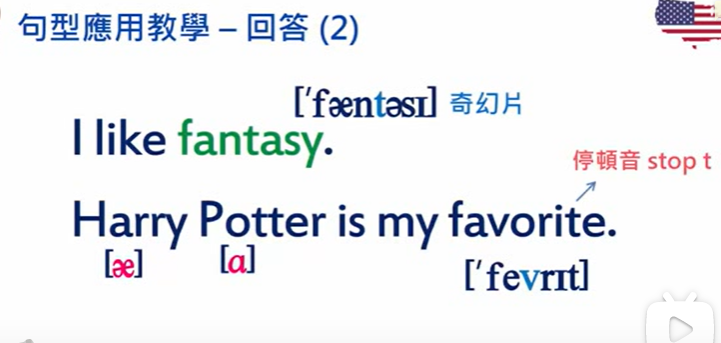 句型應用教學 – 回答 (2)
[ˈfæntəsɪ] 奇幻片
I like fantasy.
停頓音 stop t
Harry Potter is my favorite.
[æ] [ɑ] [ˈfevrɪt]